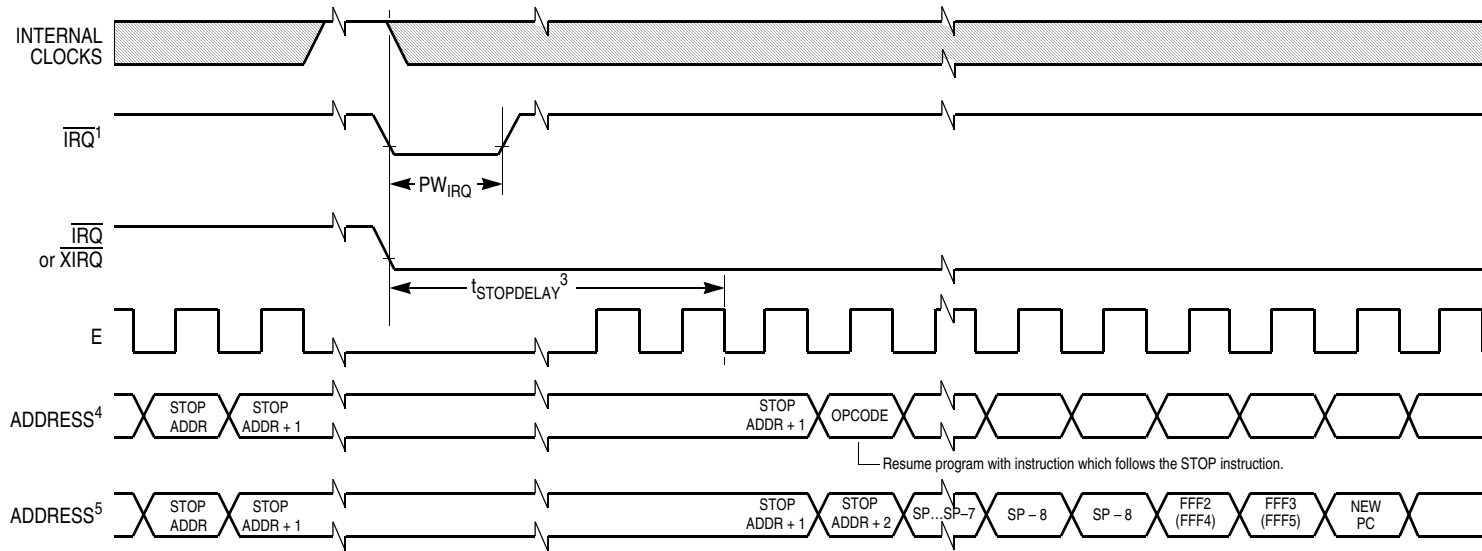 INTERNAL
CLOCKS
IRQ¹
PW_IRQ
IRQ
or XIRQ
t_STOPDELAY³
E
ADDRESS⁴
STOP
ADDR
STOP
ADDR + 1
STOP
ADDR + 1
OPCODE
Resume program with instruction which follows the STOP instruction.
ADDRESS⁵
STOP
ADDR
STOP
ADDR + 1
STOP
ADDR + 1
STOP
ADDR + 2
SP…SP–7
SP – 8
SP – 8
FFF2
(FFF4)
FFF3
(FFF5)
NEW
PC